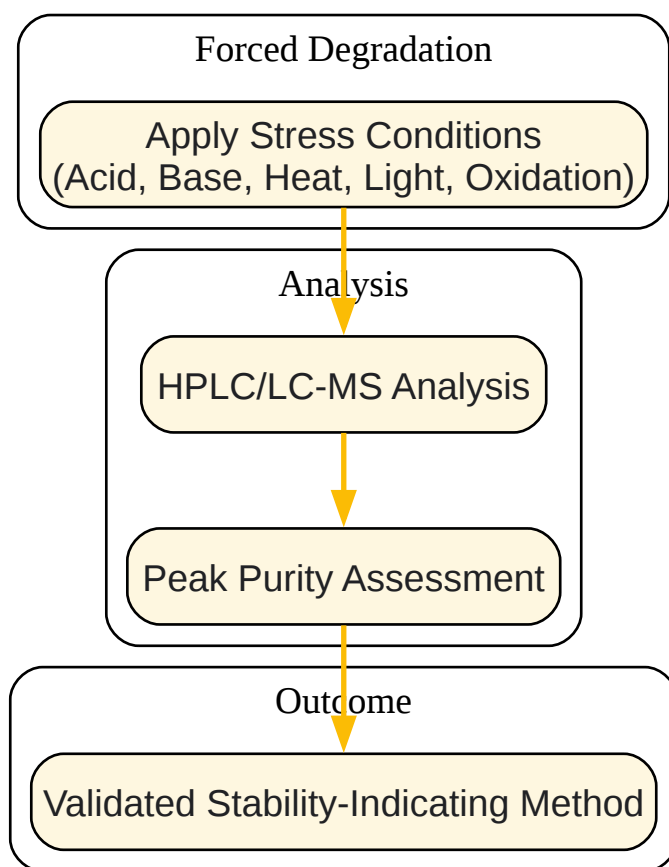 Forced Degradation
Apply Stress Conditions
(Acid, Base, Heat, Light, Oxidation)
Analysis
HPLC/LC-MS Analysis
Peak Purity Assessment
Outcome
Validated Stability-Indicating Method